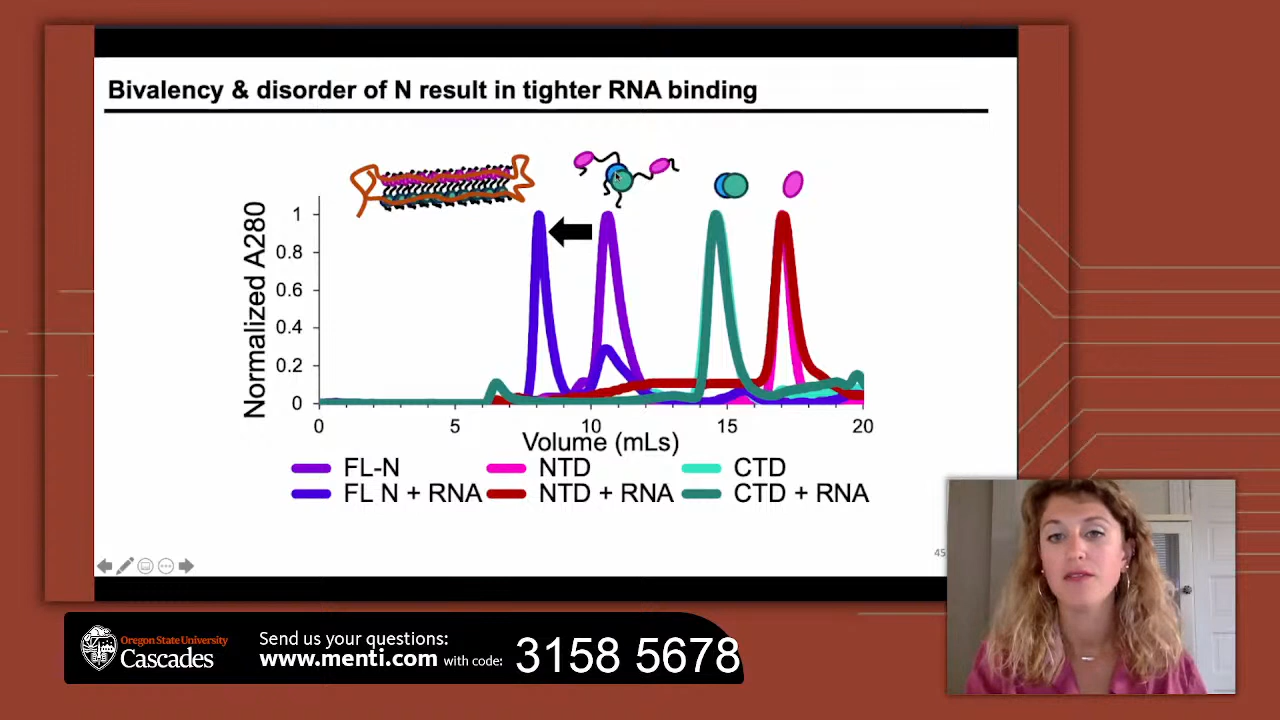 Bivalency & disorder of N result in tighter RNA binding
Normalized A280
1
0.8
0.6
0.4
0.2
0
0 5 10 15 20
Volume (mLs)
FL-N NTD CTD
FL N + RNA NTD + RNA CTD + RNA
45
Oregon State University
Cascades
Send us your questions:
www.menti.com with code:
3158 5678